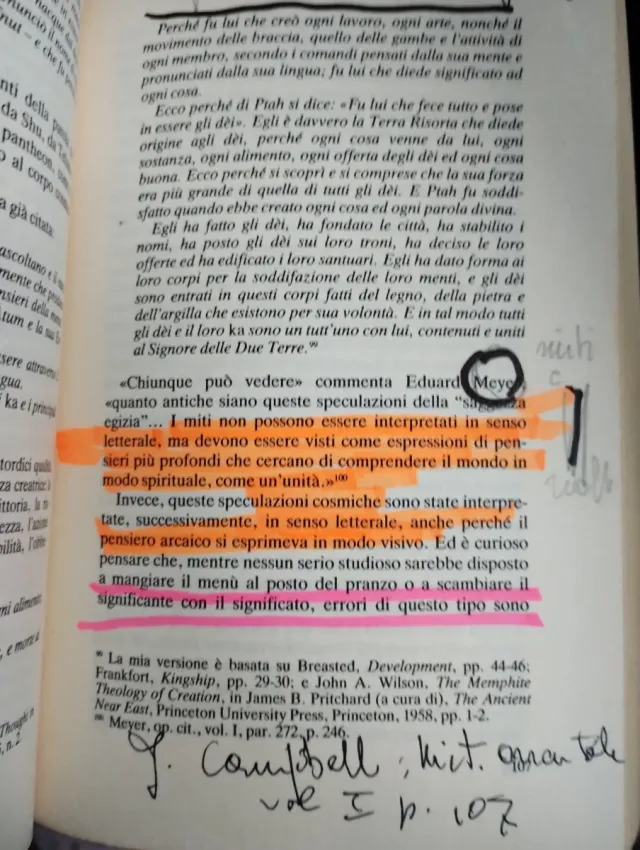 Perché fu lui che creò ogni lavoro, ogni arte, nonché il
movimento delle braccia, quello delle gambe e l'attività di
ogni membro, secondo i comandi pensati dalla sua mente e
pronunciati dalla sua lingua; fu lui che diede significato ad
ogni cosa.
Ecco perché di Ptah si dice: «Fu lui che fece tutto e pose
in essere gli dèi». Egli è davvero la Terra Risorta che diede
origine agli dèi, perché ogni cosa venne da lui, ogni
sostanza, ogni alimento, ogni offerta degli dèi ed ogni cosa
buona. Ecco perché si scoprì e si comprese che la sua forza
era più grande di quella di tutti gli dèi. E Ptah fu soddi-
sfatto quando ebbe creato ogni cosa ed ogni parola divina.
Egli ha fatto gli dèi, ha fondato le città, ha stabilito i
nomi, ha posto gli dèi sui loro troni, ha deciso le loro
offerte ed ha edificato i loro santuari. Egli ha dato forma ai
loro corpi per la soddifazione delle loro menti, e gli dèi
sono entrati in questi corpi fatti del legno, della pietra e
dell'argilla che esistono per sua volontà. E in tal modo tutti
gli dèi e il loro ka sono un tutt'uno con lui, contenuti e uniti
al Signore delle Due Terre.⁹⁹
«Chiunque può vedere» commenta Eduard Meyer
«quanto antiche siano queste speculazioni della "saggezza
egizia"... I miti non possono essere interpretati in senso
letterale, ma devono essere visti come espressioni di pen-
sieri più profondi che cercano di comprendere il mondo in
modo spirituale, come un'unità.»¹⁰⁰
Invece, queste speculazioni cosmiche sono state interpre-
tate, successivamente, in senso letterale, anche perché il
pensiero arcaico si esprimeva in modo visivo. Ed è curioso
pensare che, mentre nessun serio studioso sarebbe disposto
a mangiare il menù al posto del pranzo o a scambiare il
significante con il significato, errori di questo tipo sono
⁹⁹ La mia versione è basata su Breasted, Development, pp. 44-46;
Frankfort, Kingship, pp. 29-30; e John A. Wilson, The Memphite
Theology of Creation, in James B. Pritchard (a cura di), The Ancient
Near East, Princeton University Press, Princeton, 1958, pp. 1-2.
¹⁰⁰ Meyer, op. cit., vol. I, par. 272, p. 246.
J. Campbell, Mit. orientale
vol I p. 107
miti